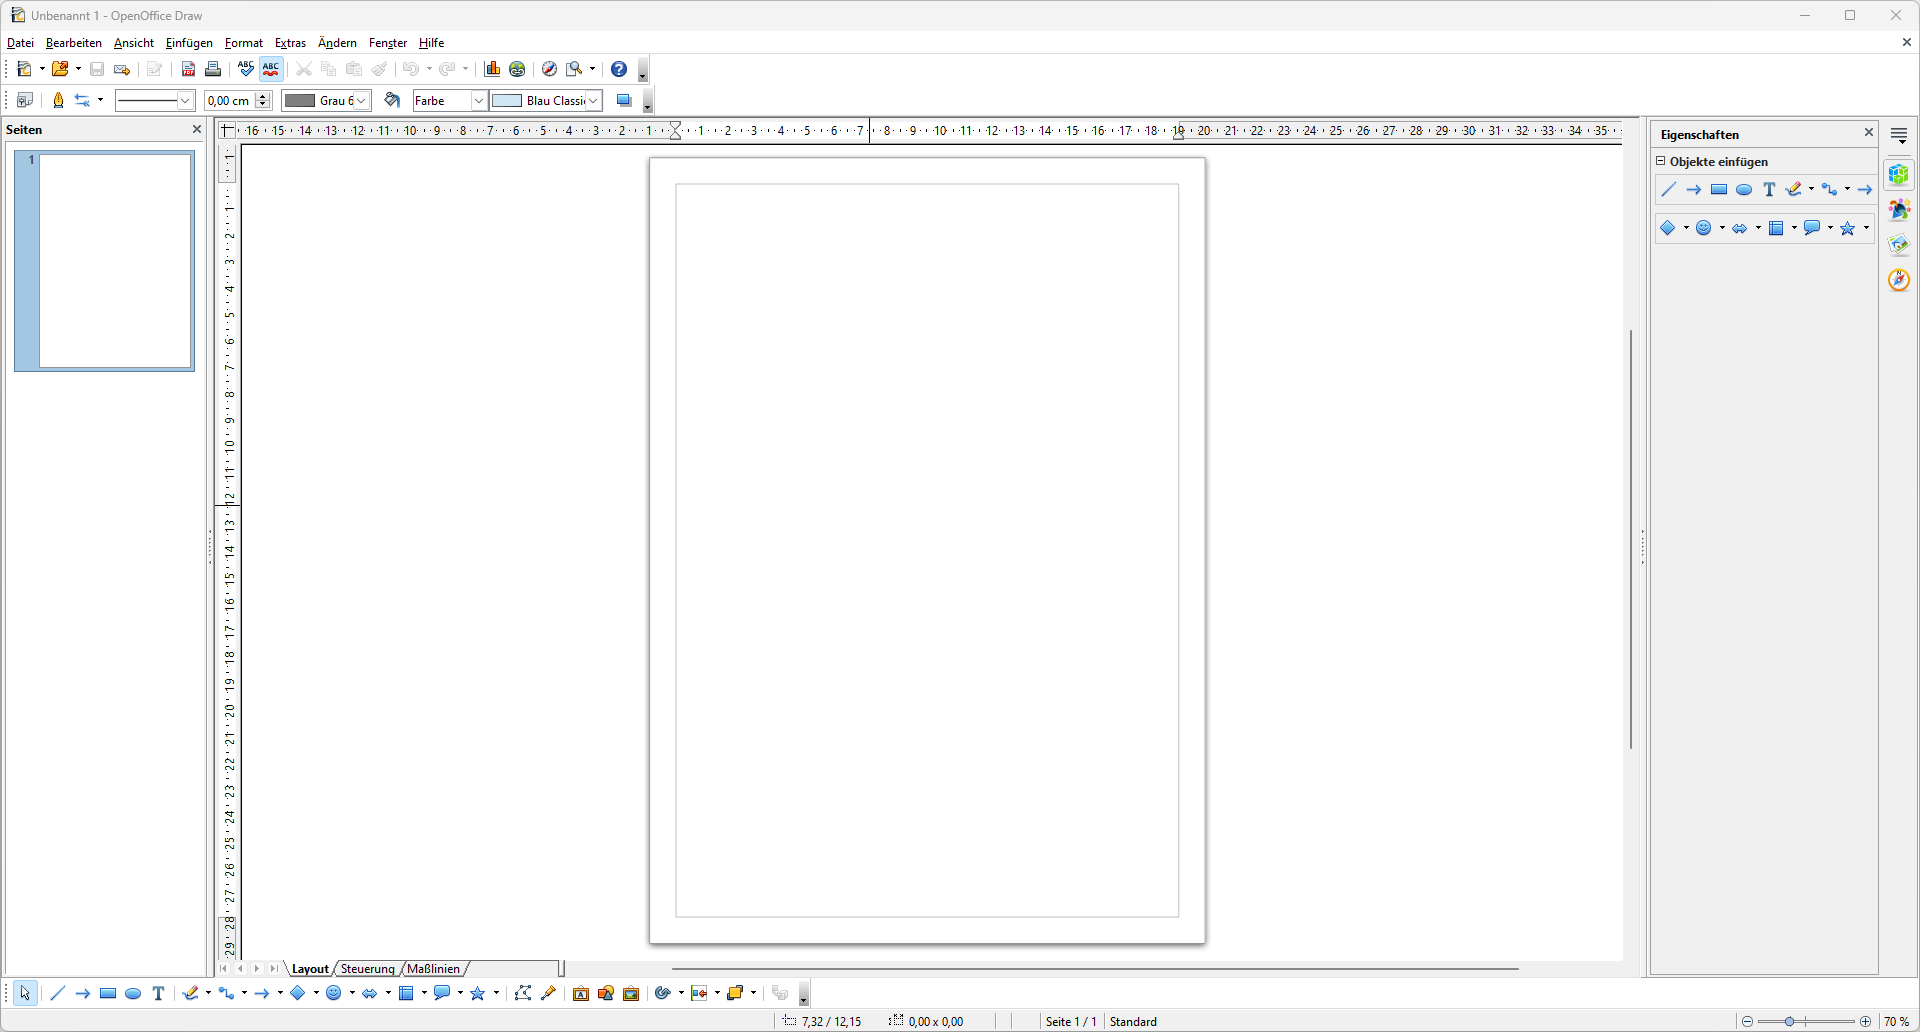 Unbenannt 1 - OpenOffice Draw
Datei Bearbeiten Ansicht Einfügen Format Extras Ändern Fenster Hilfe
ABC ABC
0,00 cm Grau 6 Farbe Blau Classi
Seiten
16 15 14 13 12 11 10 9 8 7 6 5 4 3 2 1 1 2 3 4 5 6 7 8 9 10 11 12 13 14 15 16 17 18 19 20 21 22 23 24 25 26 27 28 29 30 31 32 33 34 35
Eigenschaften
Objekte einfügen
1
1 1 2 3 4 5 6 7 8 9 10 11 12 13 14 15 16 17 18 19 20 21 22 23 24 25 26 27 28 29
Layout Steuerung Maßlinien
7,32 / 12,15 0,00 x 0,00 Seite 1 / 1 Standard 70 %